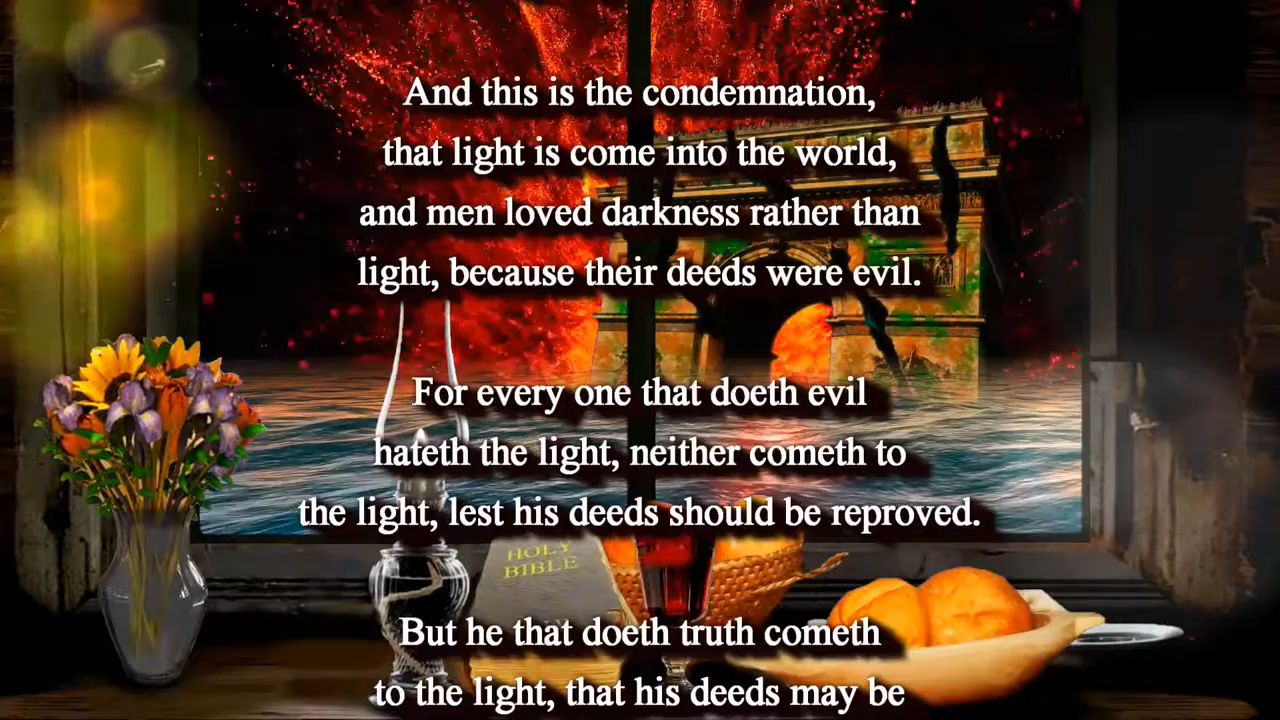 And this is the condemnation,
that light is come into the world,
and men loved darkness rather than
light, because their deeds were evil.
For every one that doeth evil
hateth the light, neither cometh to
the light, lest his deeds should be reproved.
HOLY
BIBLE
But he that doeth truth cometh
to the light, that his deeds may be